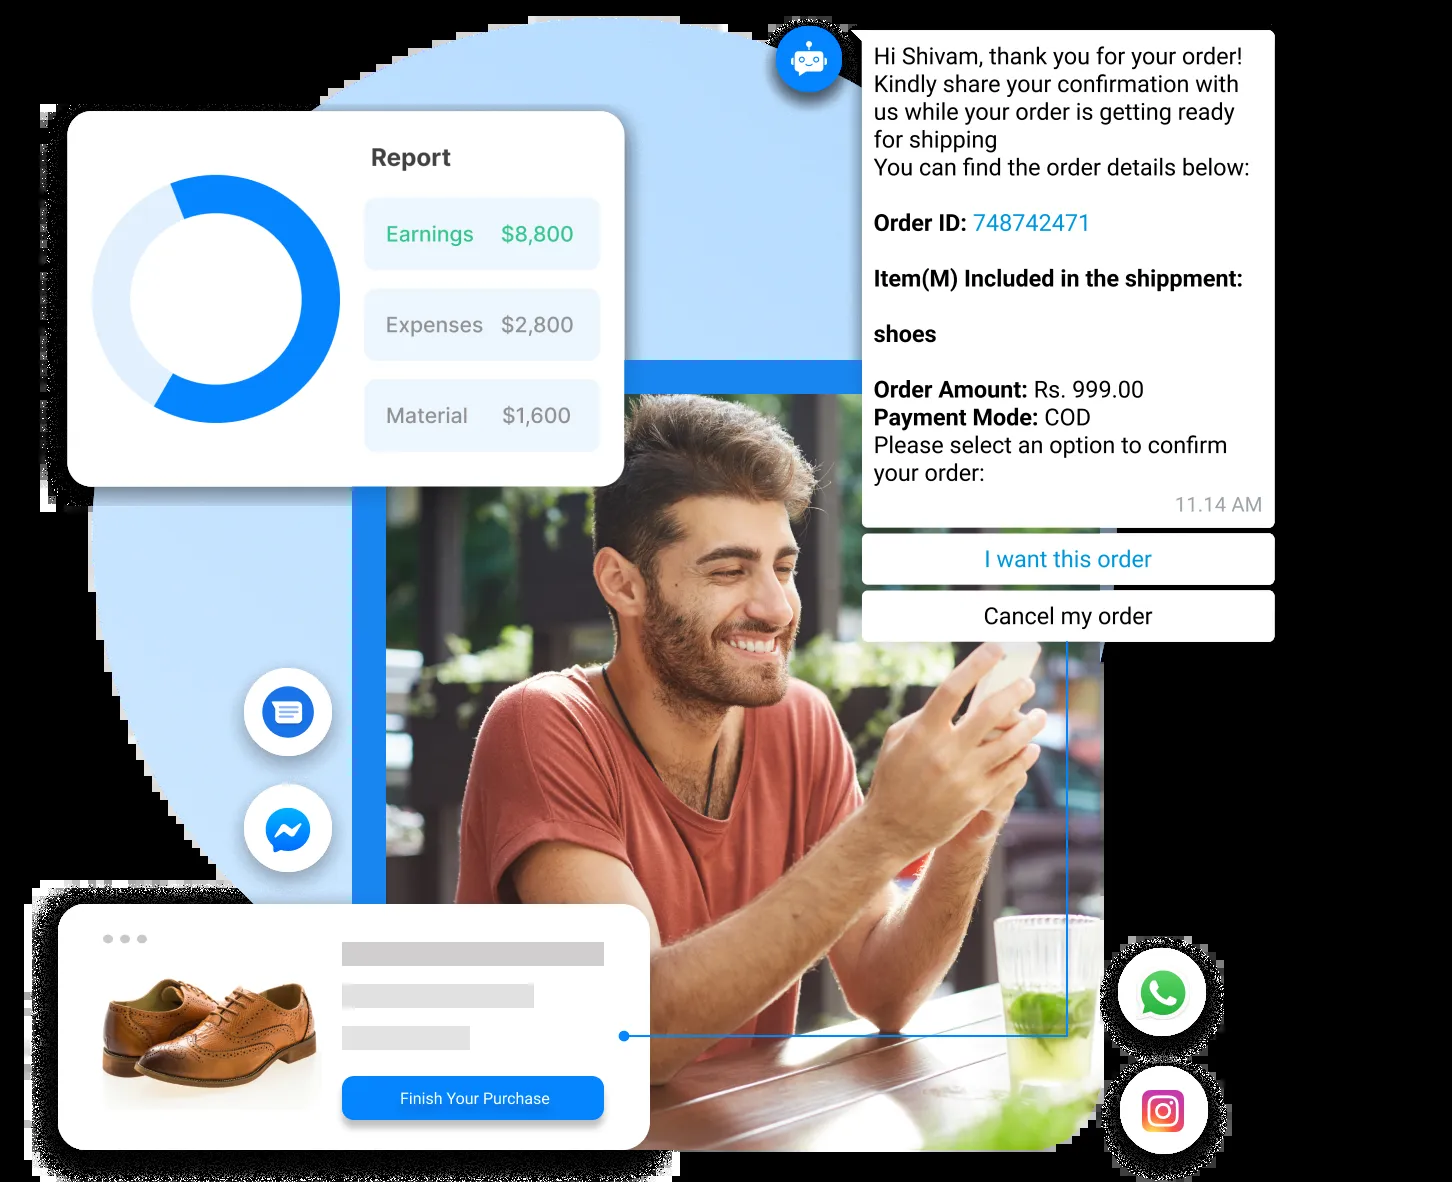 Hi Shivam, thank you for your order!
Kindly share your confirmation with
us while your order is getting ready
for shipping
You can find the order details below:
Order ID: 748742471
Item(M) Included in the shippment:
shoes
Order Amount: Rs. 999.00
Payment Mode: COD
Please select an option to confirm
your order:
11.14 AM
I want this order
Cancel my order
Report
Earnings $8,800
Expenses $2,800
Material $1,600
Finish Your Purchase